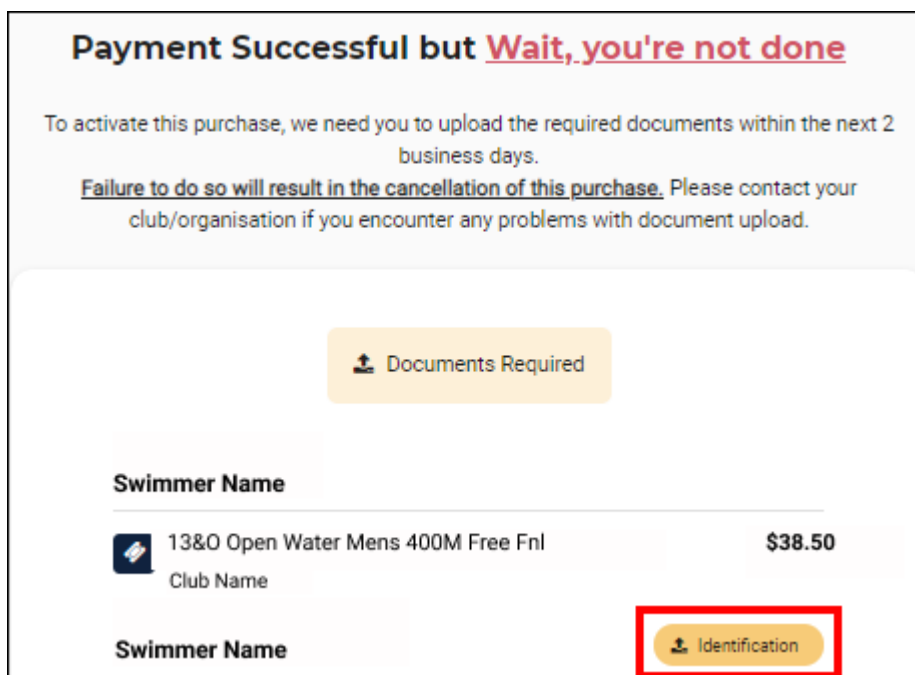 Payment Successful but Wait, you're not done
To activate this purchase, we need you to upload the required documents within the next 2
business days.
Failure to do so will result in the cancellation of this purchase. Please contact your
club/organisation if you encounter any problems with document upload.
Documents Required
Swimmer Name
13&O Open Water Mens 400M Free Fnl $38.50
Club Name
Swimmer Name Identification